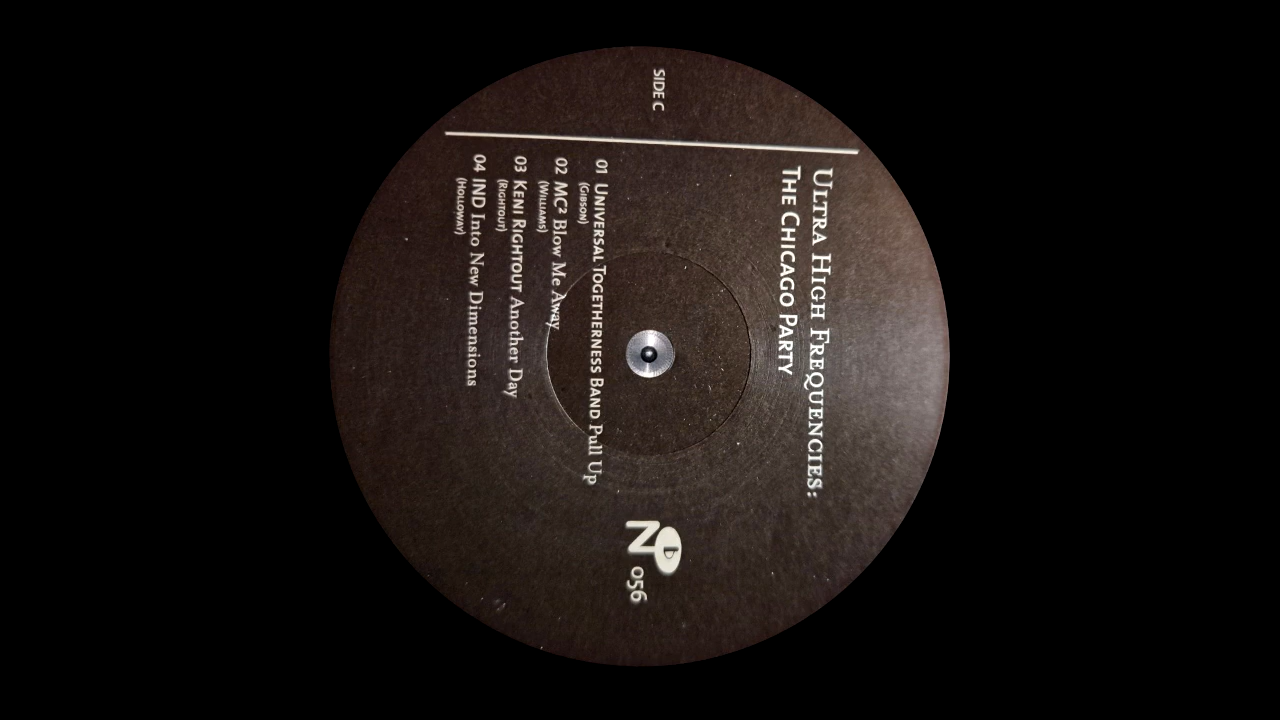 SIDE C
ULTRA HIGH FREQUENCIES:
THE CHICAGO PARTY
01 UNIVERSAL TOGETHERNESS BAND Pull Up
(GIBSON)
02 MC² Blow Me Away
(WILLIAMS)
03 KENI RIGHTOUT Another Day
(RIGHTOUT)
04 IND Into New Dimensions
(HOLLOWAY)
N
056